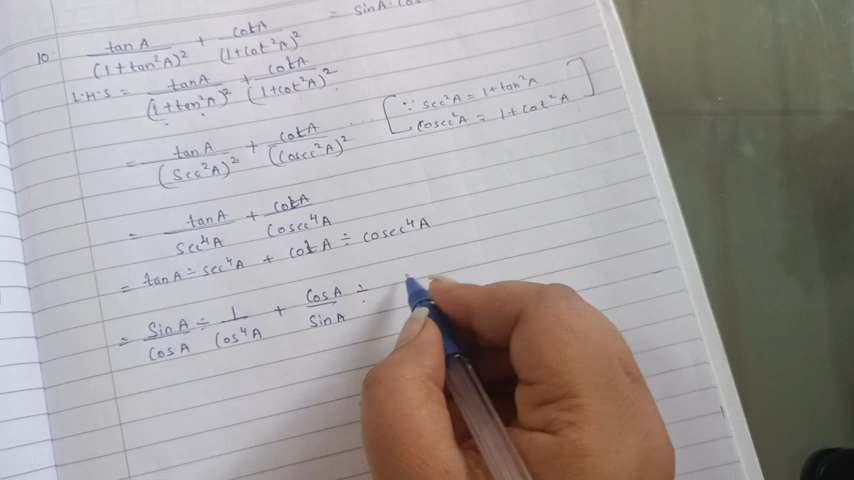 = sinA. cos
10. tanA/(1+tan²A)² + cotA/(1+cot²A)²
L.H.S = tanA/(1+tan²A)² + cotA/(1+cot²A)²
= tanA/(sec²A)² + cotA/(cosec²A)² ... [∵ sec²A = 1+tan²A
cosec²A = 1+cot²A]
= tanA/sec⁴A + cotA/cosec⁴A
= tanA ÷ sec⁴A + cotA ÷ cosec⁴A
= SinA/CosA ÷ 1/Cos⁴A + CosA/SinA ÷